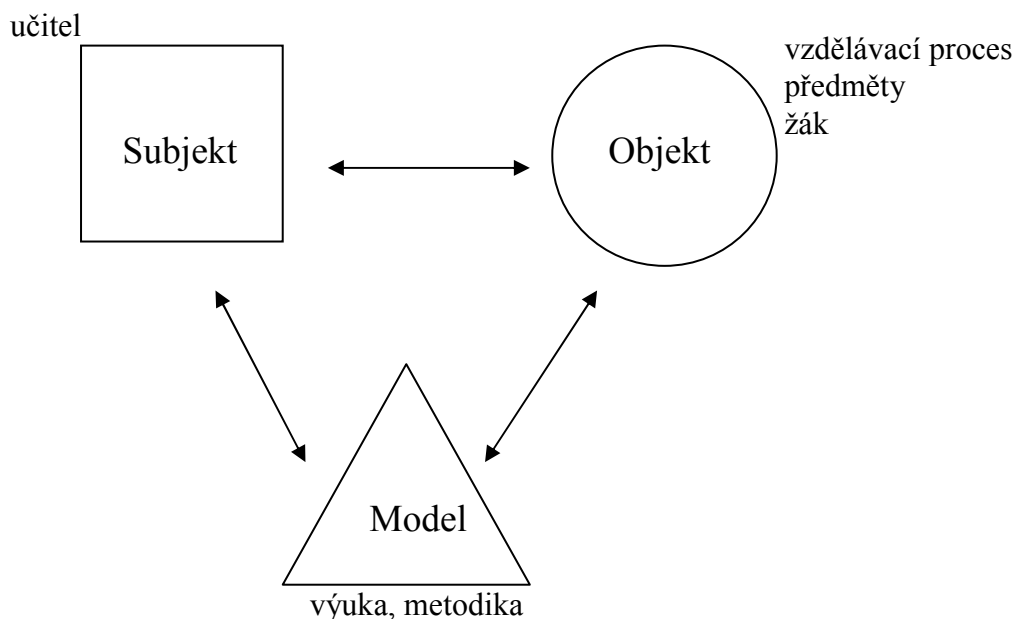 učitel
Subjekt
Objekt
vzdělávací proces
předměty
žák
Model
výuka, metodika